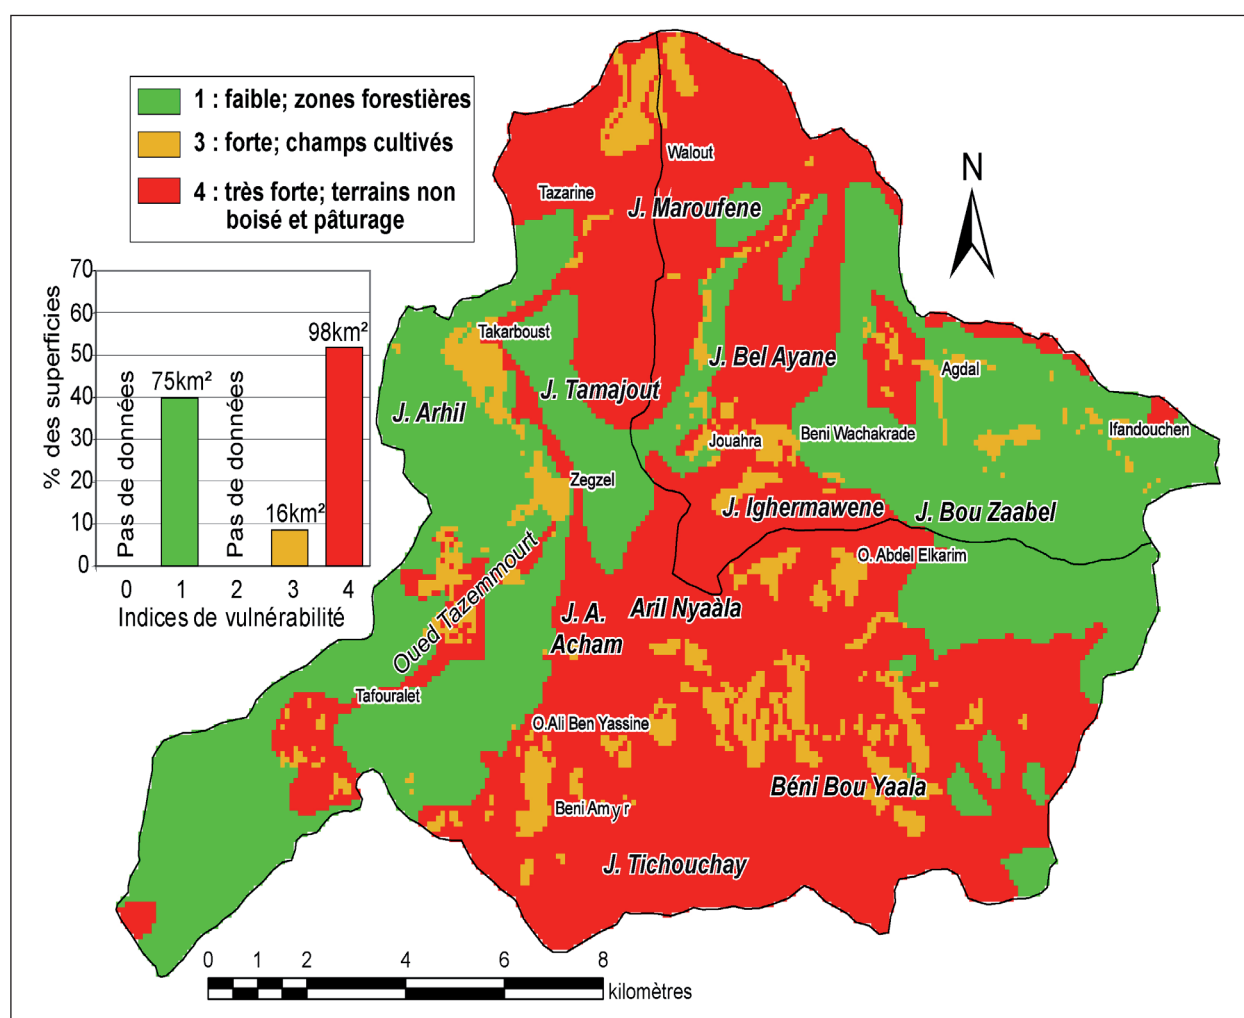 1 : faible; zones forestières
3 : forte; champs cultivés
4 : très forte; terrains non
boisé et pâturage
N
Walout
Tazarine
J. Maroufene
70
60
50
40
30
20
10
0
% des superficies
Pas de données
75km²
Pas de données
16km²
98km²
0 1 2 3 4
Indices de vulnérabilité
Takarboust
J. Bel Ayane
Agdal
J. Tamajout
J. Arhil
Jouahra
Beni Wachakrade
Ifandouchen
Zegzel
J. Ighermawene
J. Bou Zaabel
O. Abdel Elkarim
Oued Tazemmourt
J. A.
Acham
Aril Nyaàla
Tafouralet
O.Ali Ben Yassine
Béni Bou Yaala
Beni Amyr
J. Tichouchay
0 1 2 4 6 8
kilomètres